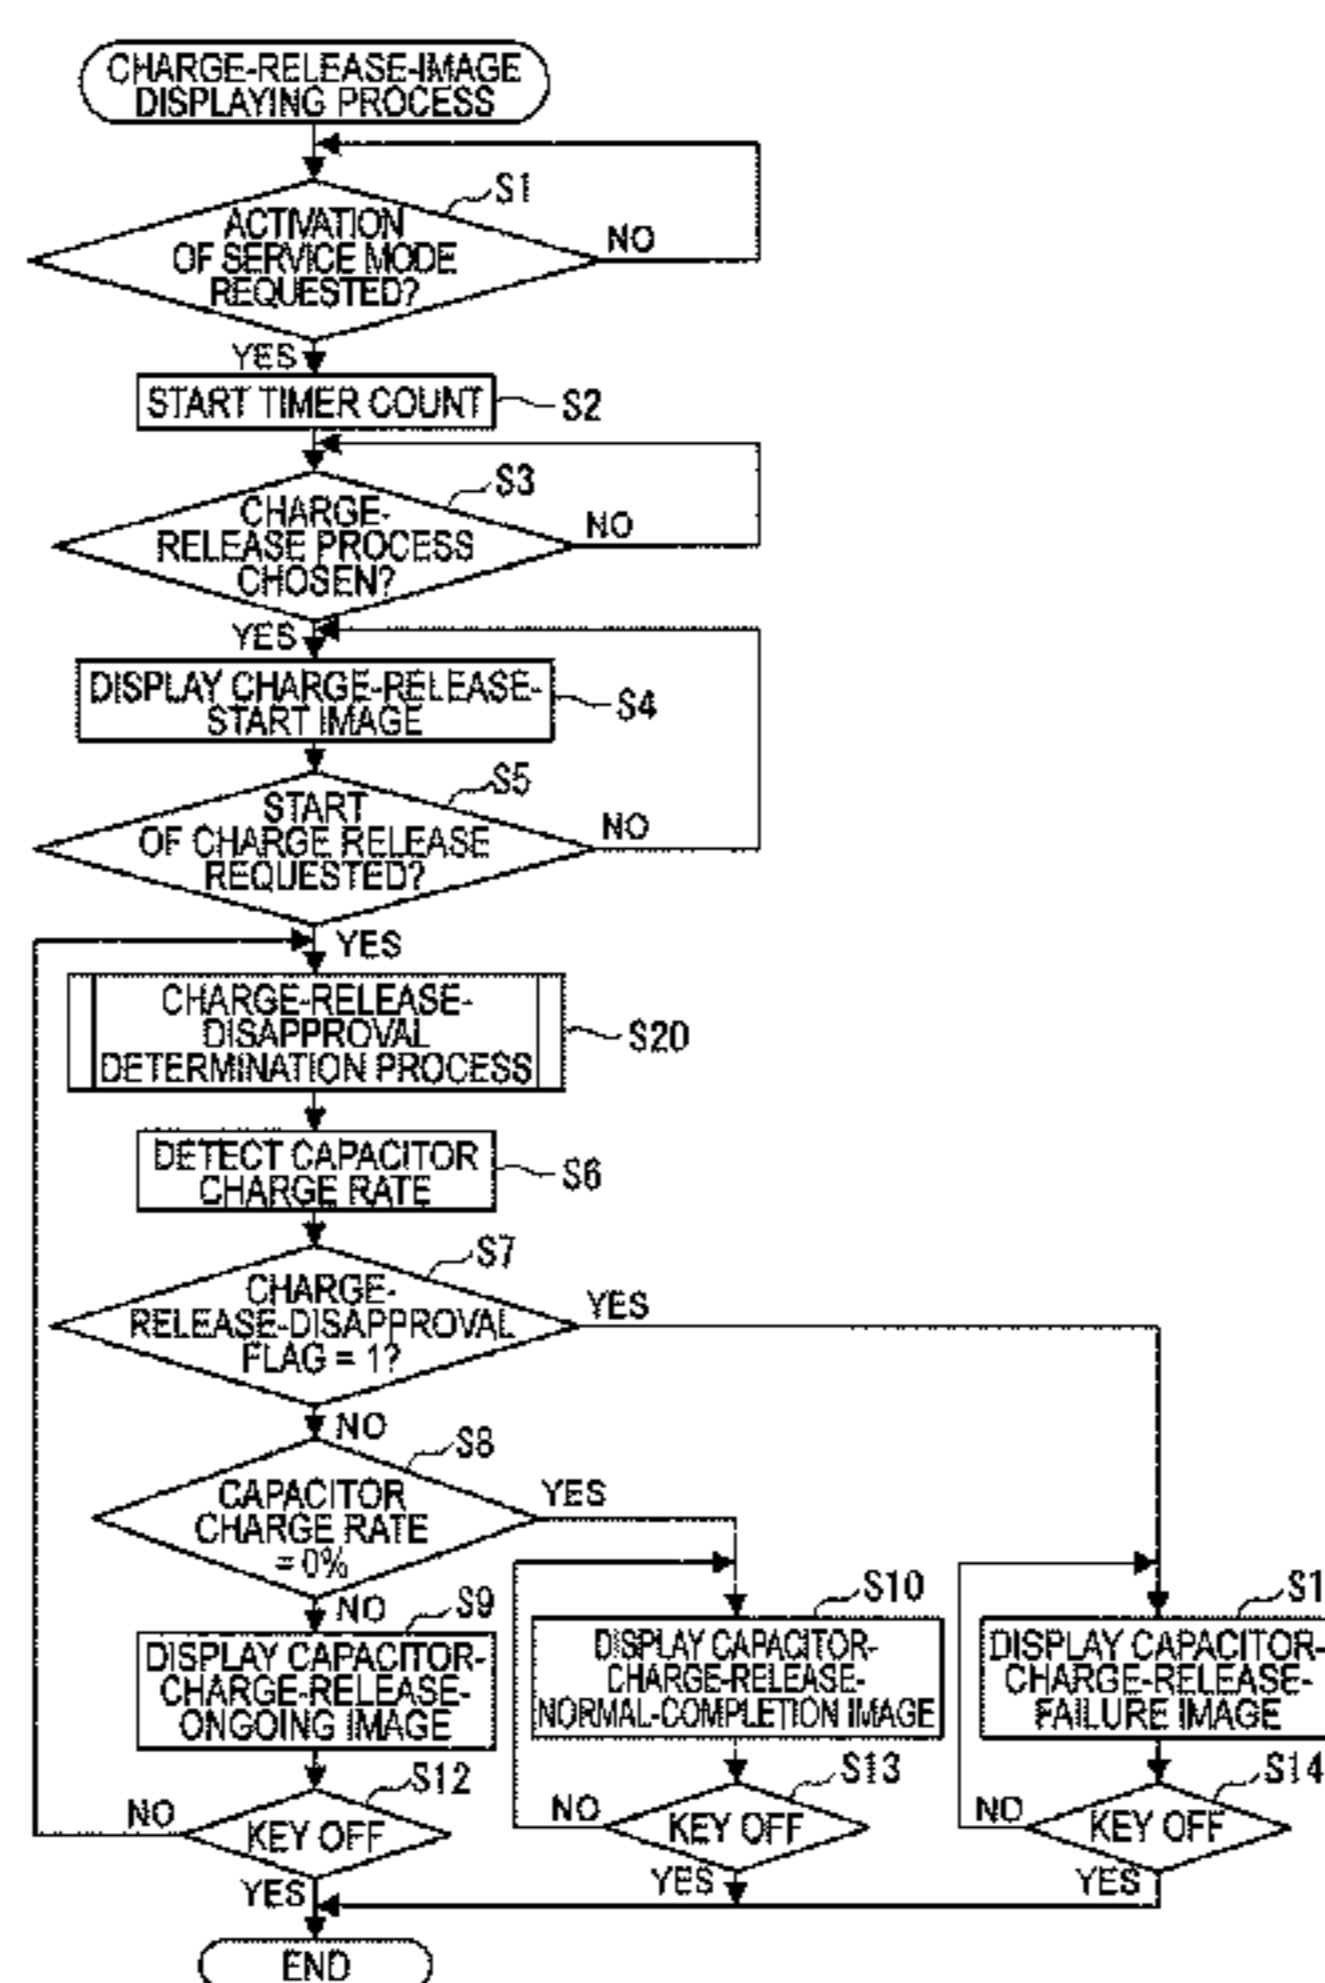 CHARGE-RELEASE-IMAGE
DISPLAYING PROCESS
S1
ACTIVATION
OF SERVICE MODE
REQUESTED?
NO
YES
START TIMER COUNT
S2
S3
CHARGE-
RELEASE PROCESS
CHOSEN?
NO
YES
DISPLAY CHARGE-RELEASE-
START IMAGE
S4
S5
START
OF CHARGE RELEASE
REQUESTED?
NO
YES
CHARGE-RELEASE-
DISAPPROVAL
DETERMINATION PROCESS
S20
DETECT CAPACITOR
CHARGE RATE
S6
S7
CHARGE-
RELEASE-DISAPPROVAL
FLAG = 1?
YES
NO
S8
CAPACITOR
CHARGE RATE
= 0%
YES
NO
S9
DISPLAY CAPACITOR-
CHARGE-RELEASE-
ONGOING IMAGE
S10
DISPLAY CAPACITOR-
CHARGE-RELEASE-
NORMAL-COMPLETION IMAGE
S1
DISPLAY CAPACITOR-
CHARGE-RELEASE-
FAILURE IMAGE
S12
NO
KEY OFF
YES
S13
NO
KEY OFF
YES
S14
NO
KEY OFF
YES
END